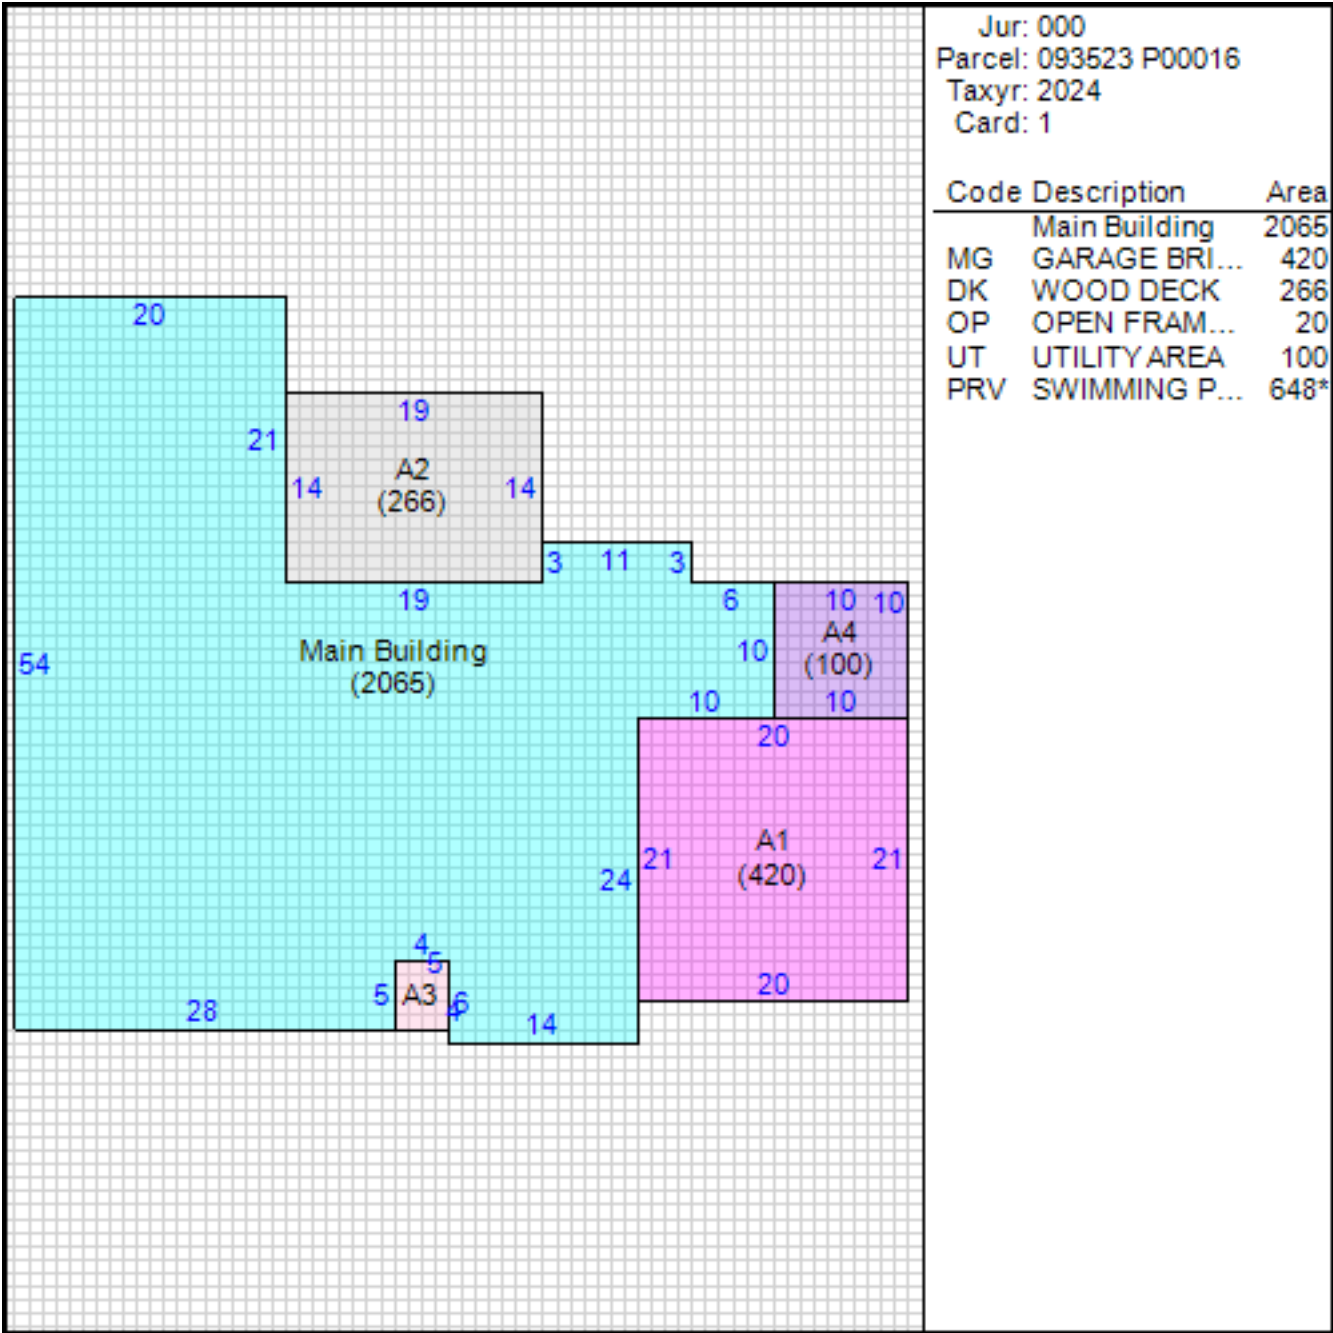 Jur: 000
Parcel: 093523 P00016
Taxyr: 2024
Card: 1
Code Description Area
Main Building 2065
MG GARAGE BRI... 420
DK WOOD DECK 266
OP OPEN FRAM... 20
UT UTILITY AREA 100
PRV SWIMMING P... 648*
20
19
21
A2
14 14
(266)
3 11 3
19
6
10 10
A4
Main Building
10
54
(100)
(2065)
10
10
20
A1
21 21
(420)
24
4
5
5 A3
6
4
28
14
20